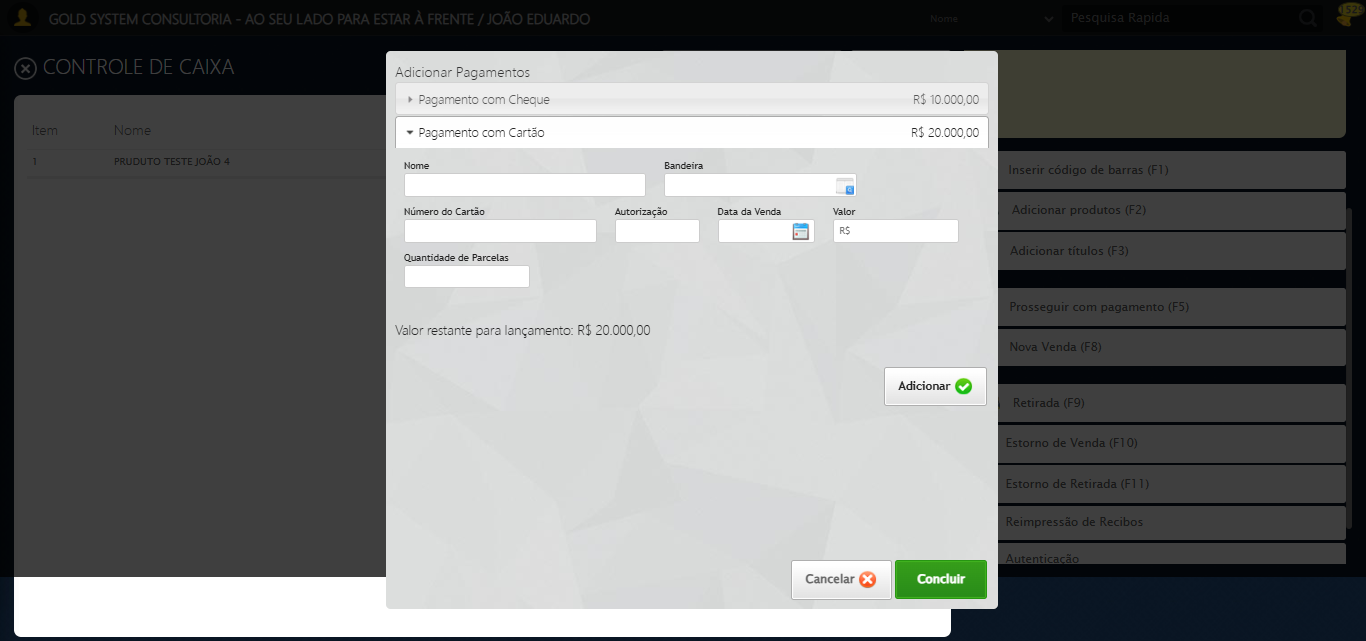 GOLD SYSTEM CONSULTORIA - AO SEU LADO PARA ESTAR À FRENTE / JOÃO EDUARDO
Nome
Pesquisa Rapida
CONTROLE DE CAIXA
Item Nome
1 PRUDUTO TESTE JOÃO 4
Adicionar Pagamentos
Pagamento com Cheque R$ 10.000,00
Pagamento com Cartão R$ 20.000,00
Nome Bandeira
Número do Cartão Autorização Data da Venda Valor
R$
Quantidade de Parcelas
Valor restante para lançamento: R$ 20.000,00
Adicionar
Cancelar Concluir
Inserir código de barras (F1)
Adicionar produtos (F2)
Adicionar títulos (F3)
Prosseguir com pagamento (F5)
Nova Venda (F8)
Retirada (F9)
Estorno de Venda (F10)
Estorno de Retirada (F11)
Reimpressão de Recibos
Autenticação